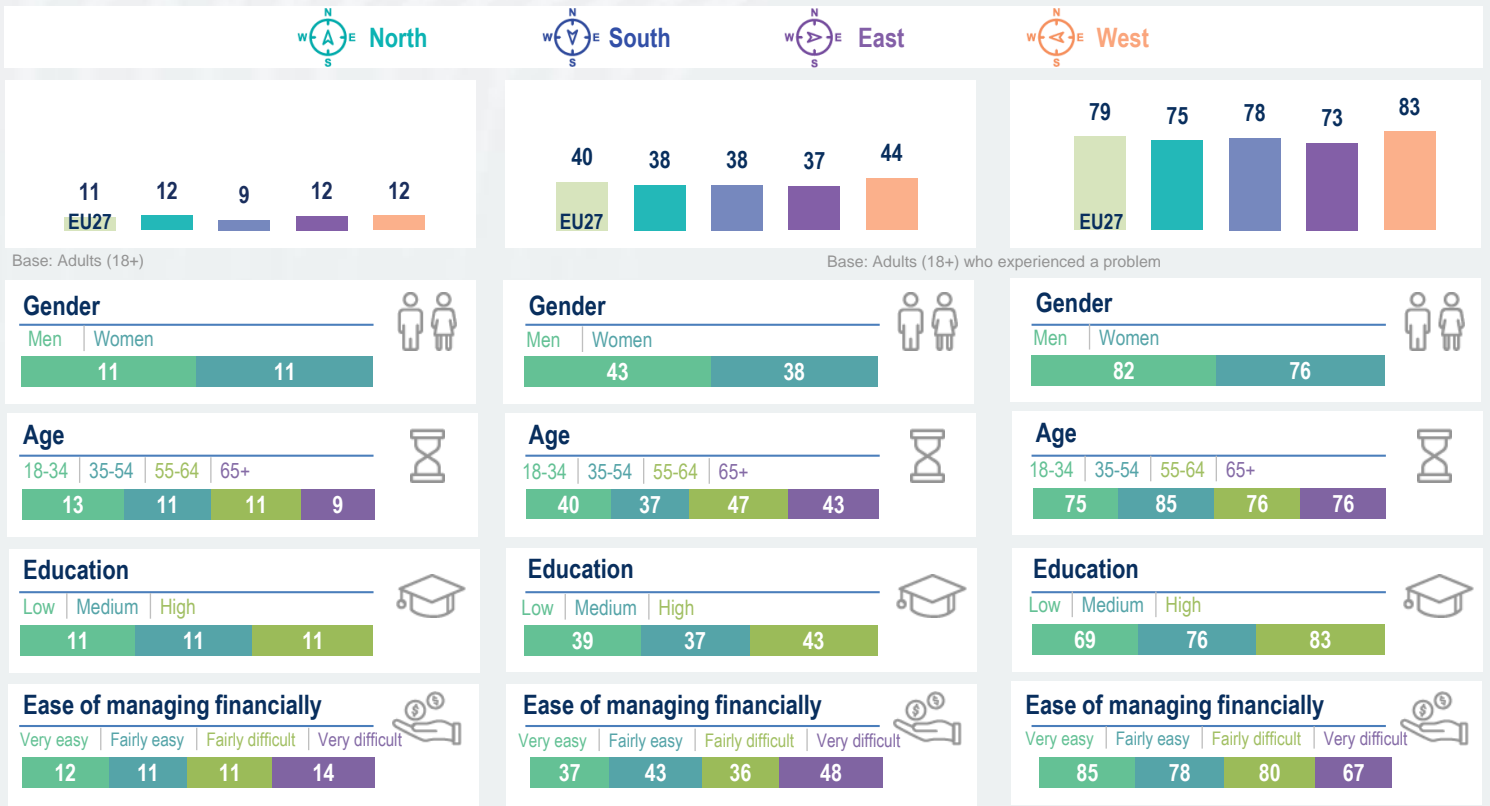 N N N N
W E North W E South W E East W E West
S S S S
11 12 9 12 12
EU27
40 38 38 37 44
EU27
79 75 78 73 83
EU27
Base: Adults (18+)
Base: Adults (18+) who experienced a problem
Gender
Men Women
11 11
Gender
Men Women
43 38
Gender
Men Women
82 76
Age
18-34 35-54 55-64 65+
13 11 11 9
Age
18-34 35-54 55-64 65+
40 37 47 43
Age
18-34 35-54 55-64 65+
75 85 76 76
Education
Low Medium High
11 11 11
Education
Low Medium High
39 37 43
Education
Low Medium High
69 76 83
Ease of managing financially
Very easy Fairly easy Fairly difficult Very difficult
12 11 11 14
Ease of managing financially
Very easy Fairly easy Fairly difficult Very difficult
37 43 36 48
Ease of managing financially
Very easy Fairly easy Fairly difficult Very difficult
85 78 80 67